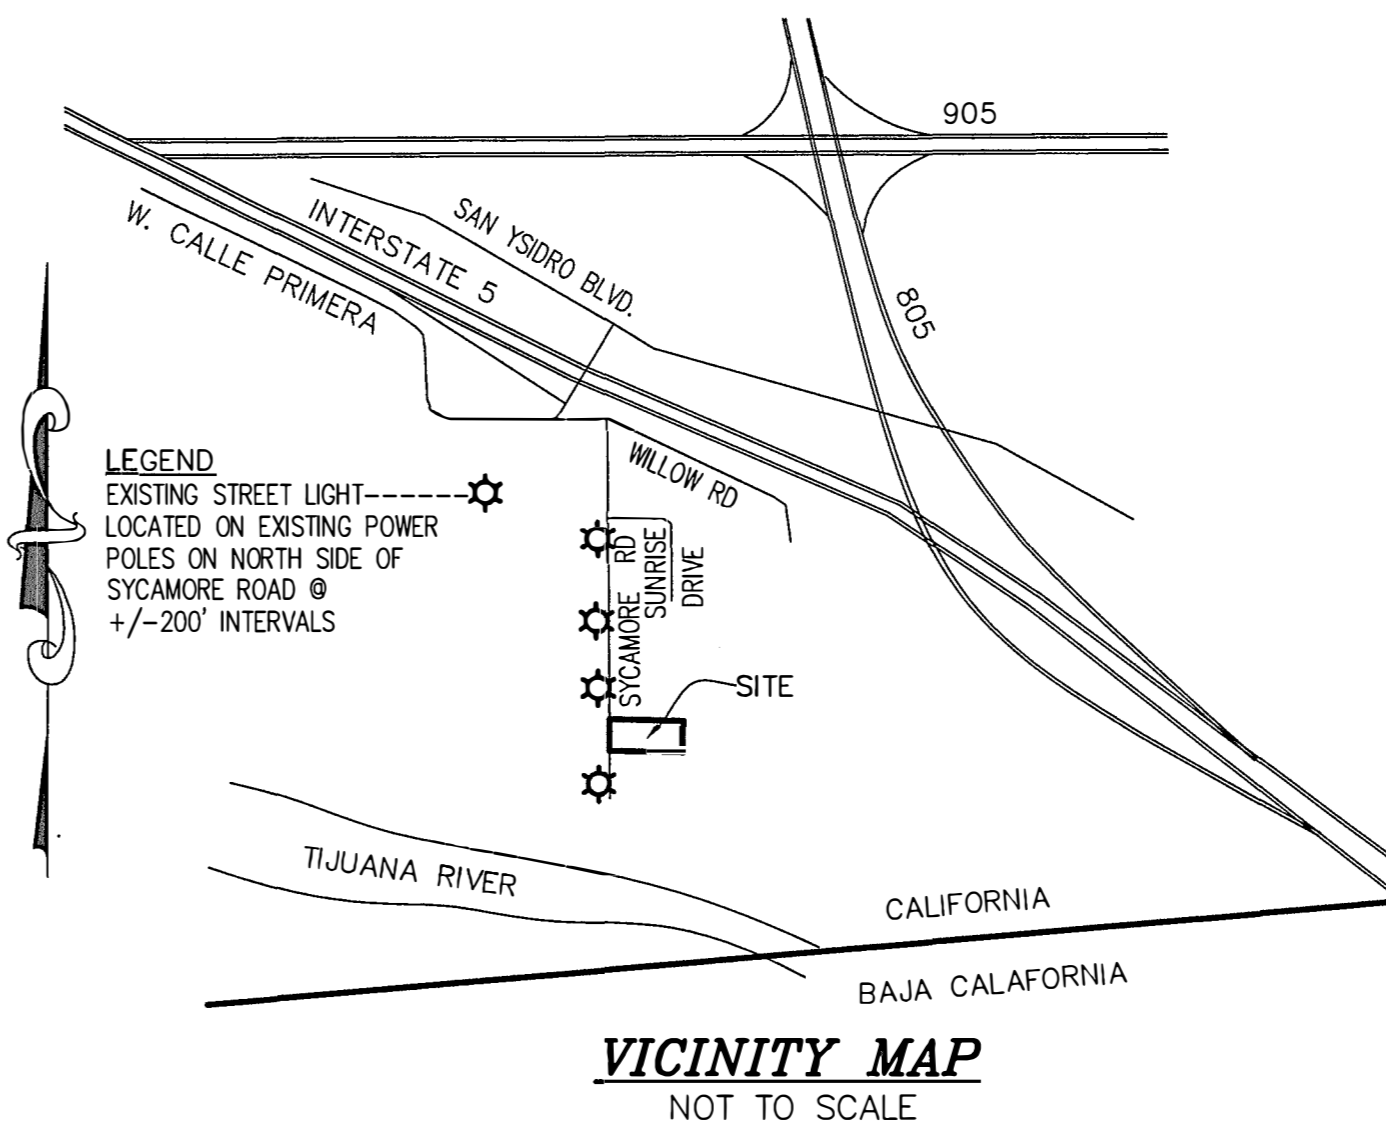 905
SAN YSIDRO BLVD.
INTERSTATE 5
W. CALLE PRIMERA
805
LEGEND
EXISTING STREET LIGHT------
LOCATED ON EXISTING POWER
POLES ON NORTH SIDE OF
SYCAMORE ROAD @
+/-200' INTERVALS
WILLOW RD
SYCAMORE RD
SUNRISE
DRIVE
SITE
TIJUANA RIVER
CALIFORNIA
BAJA CALAFORNIA
VICINITY MAP
NOT TO SCALE